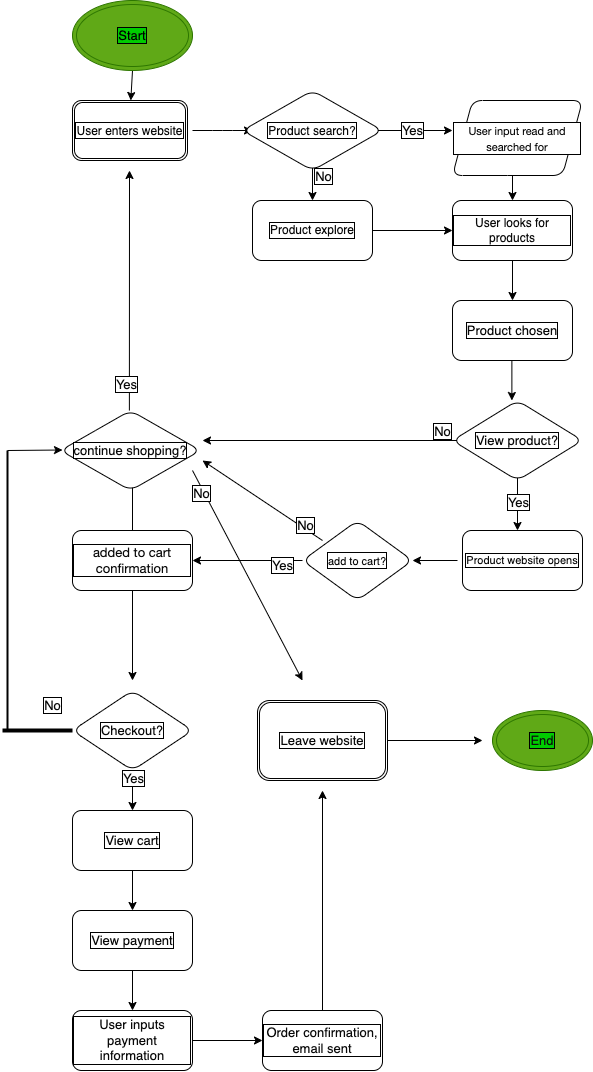 Start
User enters website
Product search?
Yes
User input read and
searched for
No
Product explore
User looks for
products
Product chosen
Yes
No
View product?
continue shopping?
Yes
No
No
added to cart
confirmation
Yes
add to cart?
Product website opens
No
Checkout?
Leave website
End
Yes
View cart
View payment
User inputs
payment
information
Order confirmation,
email sent